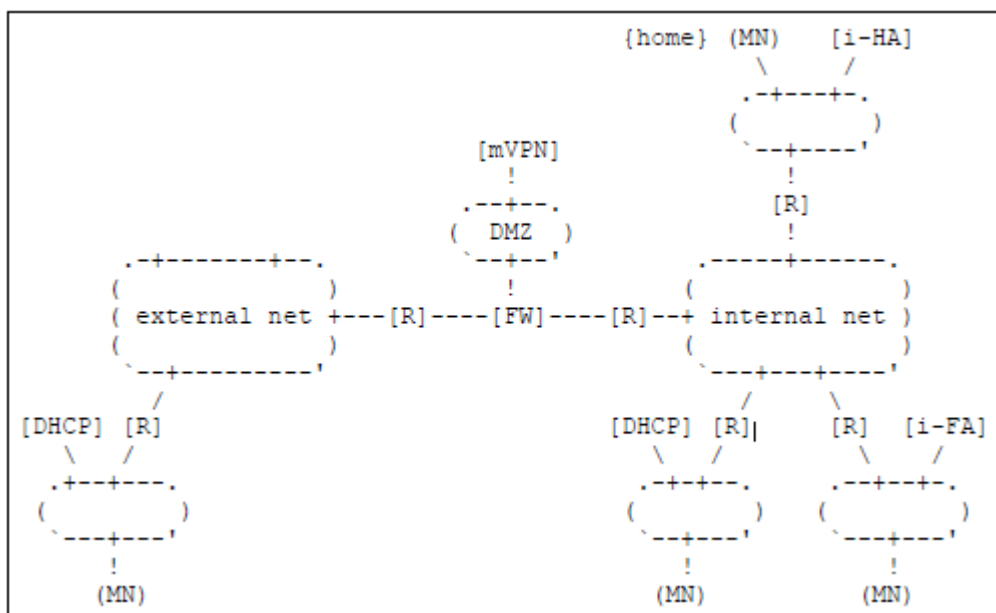 {home} (MN) [i-HA]
[mVPN]
[R]
DMZ
external net
[R]
[FW]
[R]
internal net
[DHCP] [R]
[DHCP] [R]
[R] [i-FA]
(MN)
(MN)
(MN)